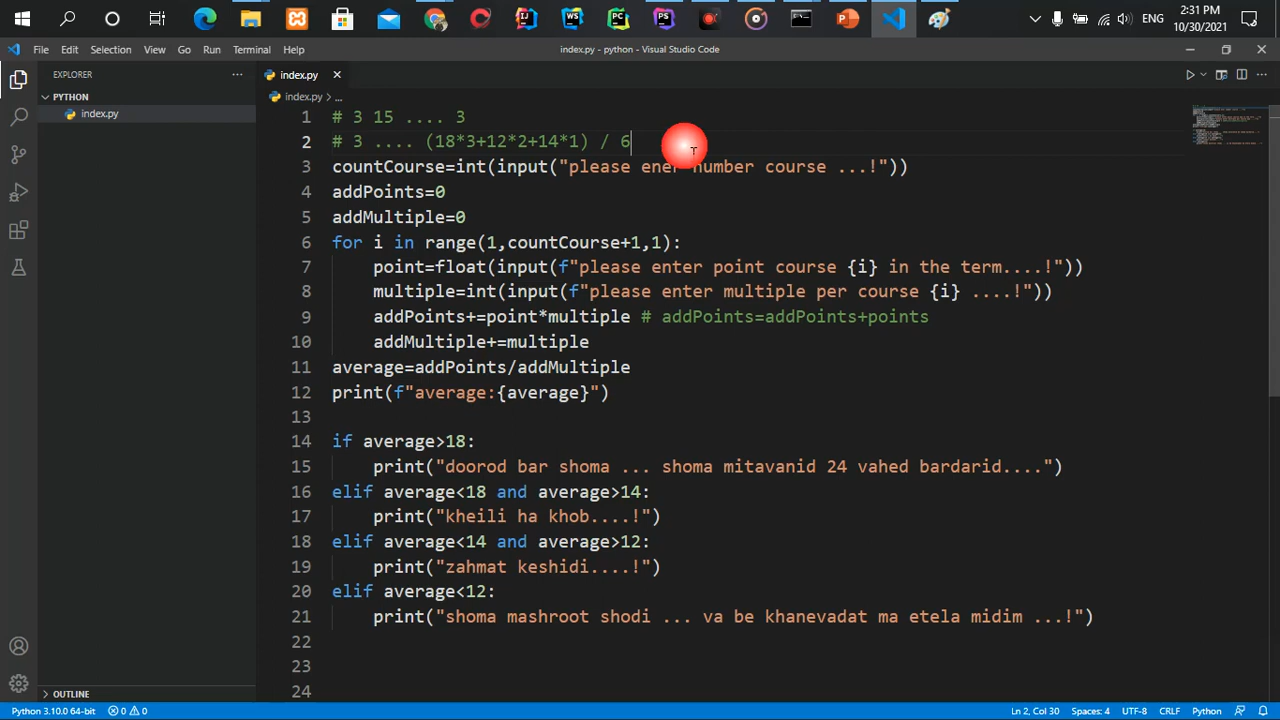 ENG
2:31 PM
10/30/2021
File Edit Selection View Go Run Terminal Help
index.py - python - Visual Studio Code
EXPLORER
PYTHON
index.py
OUTLINE
index.py
index.py > ...
1 # 3 15 .... 3
2 # 3 .... (18*3+12*2+14*1) / 6
3 countCourse=int(input("please ener number course ...!"))
4 addPoints=0
5 addMultiple=0
6 for i in range(1,countCourse+1,1):
7 point=float(input(f"please enter point course {i} in the term....!"))
8 multiple=int(input(f"please enter multiple per course {i} ....!"))
9 addPoints+=point*multiple # addPoints=addPoints+points
10 addMultiple+=multiple
11 average=addPoints/addMultiple
12 print(f"average:{average}")
13
14 if average>18:
15 print("doorod bar shoma ... shoma mitavanid 24 vahed bardarid....")
16 elif average<18 and average>14:
17 print("kheili ha khob....!")
18 elif average<14 and average>12:
19 print("zahmat keshidi....!")
20 elif average<12:
21 print("shoma mashroot shodi ... va be khanevadat ma etela midim ...!")
22
23
24
Python 3.10.0 64-bit 0 0
Ln 2, Col 30 Spaces: 4 UTF-8 CRLF Python